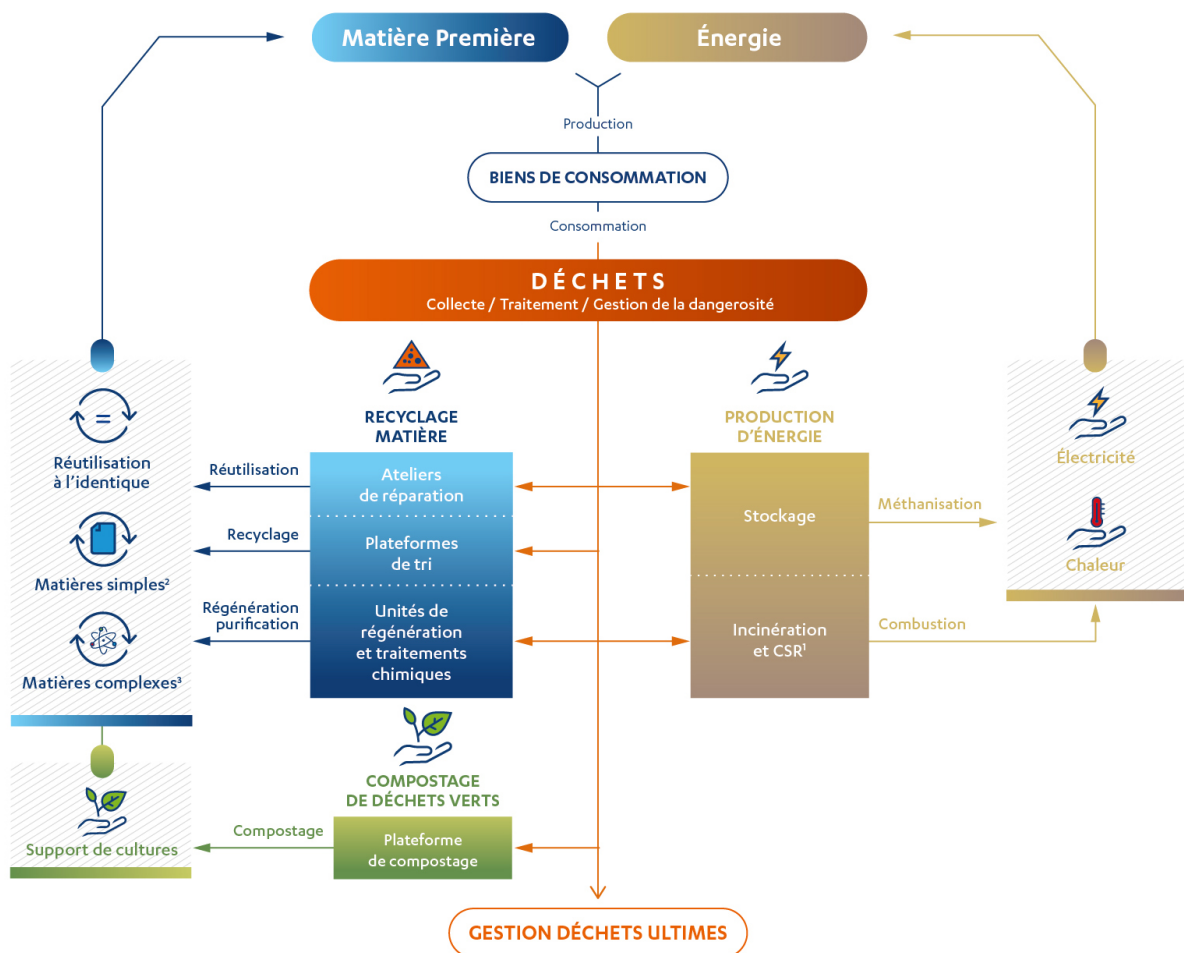 Matière Première
Énergie
Production
BIENS DE CONSOMMATION
Consommation
DÉCHETS
Collecte / Traitement / Gestion de la dangerosité
RECYCLAGE
MATIÈRE
PRODUCTION
D'ÉNERGIE
Réutilisation
à l'identique
Réutilisation
Ateliers
de réparation
Stockage
Méthanisation
Électricité
Matières simples²
Recyclage
Plateformes
de tri
Chaleur
Matières complexes³
Régénération
purification
Unités de
régénération
et traitements
chimiques
Incinération
et CSR¹
Combustion
COMPOSTAGE
DE DÉCHETS VERTS
Support de cultures
Compostage
Plateforme
de compostage
GESTION DÉCHETS ULTIMES